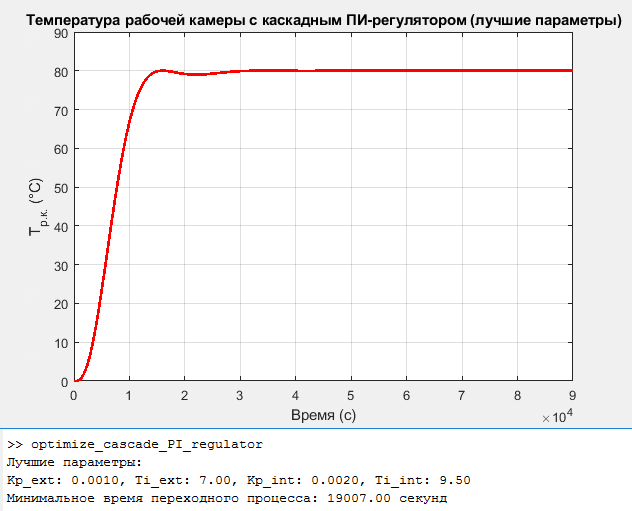 Температура рабочей камеры с каскадным ПИ-регулятором (лучшие параметры)
90
80
70
60
50
40
30
20
10
0
T р.к. (°C)
0 1 2 3 4 5 6 7 8 9
×10^4
Время (с)
>> optimize_cascade_PI_regulator
Лучшие параметры:
Kp_ext: 0.0010, Ti_ext: 7.00, Kp_int: 0.0020, Ti_int: 9.50
Минимальное время переходного процесса: 19007.00 секунд